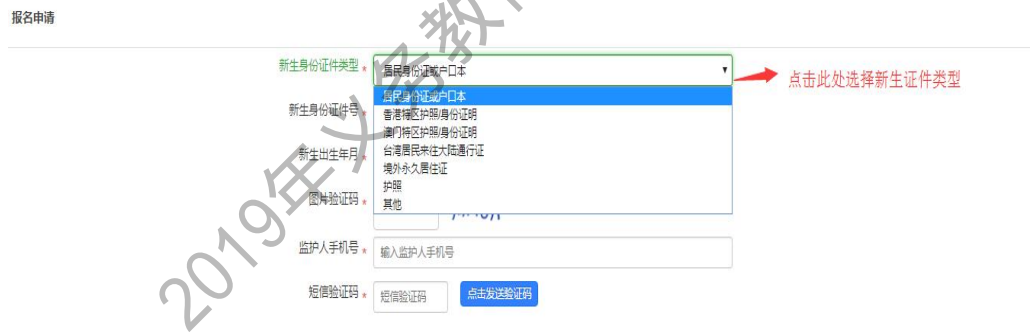 报名申请
新生身份证件类型 * 居民身份证或户口本
点击此处选择新生证件类型
居民身份证或户口本
新生身份证件号 *
香港特区护照/身份证明
澳门特区护照/身份证明
新生出生年月 *
台湾居民来往大陆通行证
境外永久居住证
护照
图片验证码 *
其他
监护人手机号 * 输入监护人手机号
短信验证码 * 短信验证码 点击发送验证码
2019年义务教